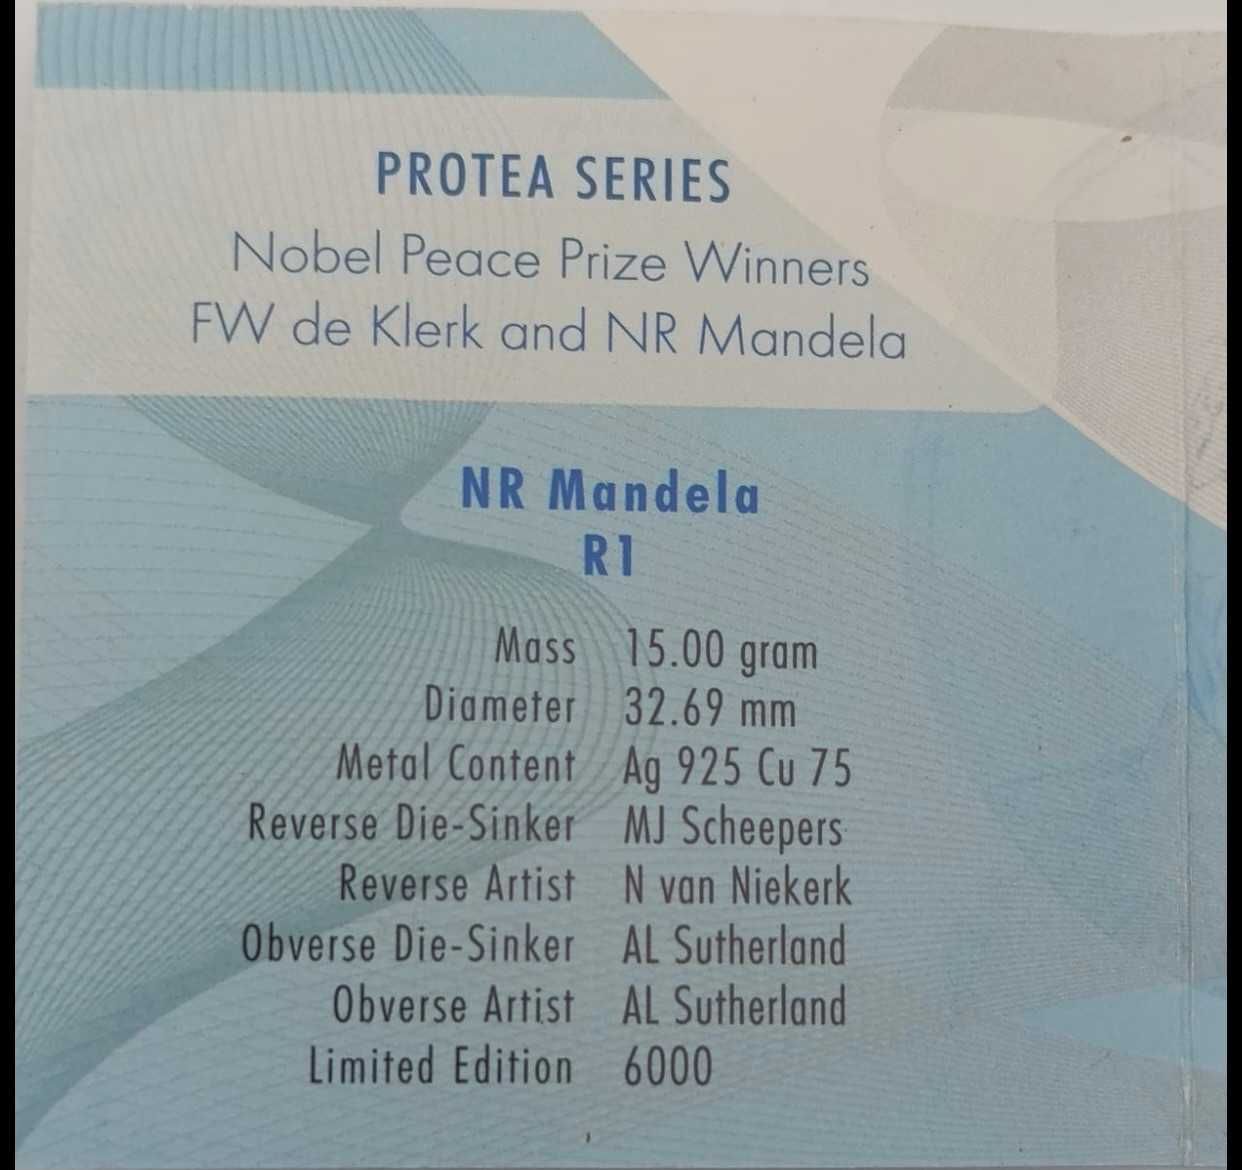 PROTEA SERIES
Nobel Peace Prize Winners
FW de Klerk and NR Mandela
NR Mandela
R1
Mass 15.00 gram
Diameter 32.69 mm
Metal Content Ag 925 Cu 75
Reverse Die-Sinker MJ Scheepers
Reverse Artist N van Niekerk
Obverse Die-Sinker AL Sutherland
Obverse Artist AL Sutherland
Limited Edition 6000